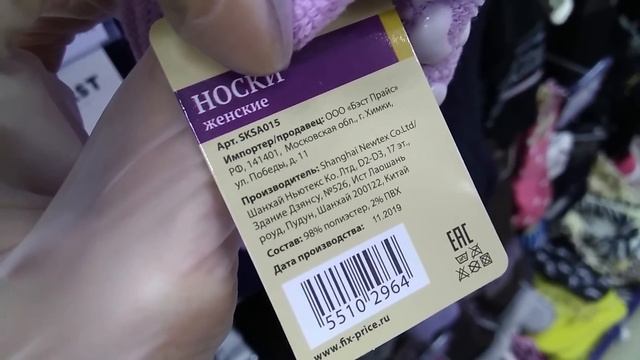 НОСКИ
женские
Арт. SKSA015
Импортер/продавец: ООО «Бэст Прайс»
РФ, 141401, Московская обл., г. Химки,
ул. Победы, д. 11
Производитель: Shanghai Newtex Co.Ltd/
Шанхай Ньютекс Ко. Лтд, D2-D3, 17 эт.,
Здание Дзянсу, №526, Ист Лаошань
роуд, Пудун, Шанхай 200122, Китай
Состав: 98% полиэстер, 2% ПВХ
Дата производства: 11.2019
EAC
5510 2964
www.fix-price.ru